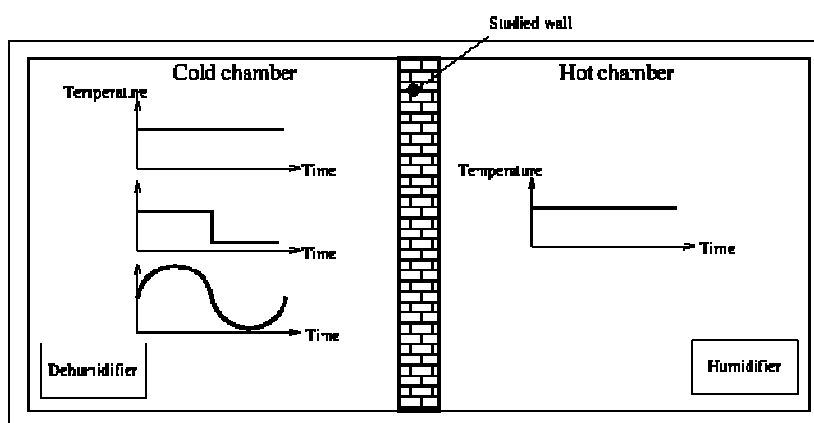 Studied wall
Cold chamber
Hot chamber
Temperature
Time
Time
Time
Temperature
Time
Dehumidifier
Humidifier